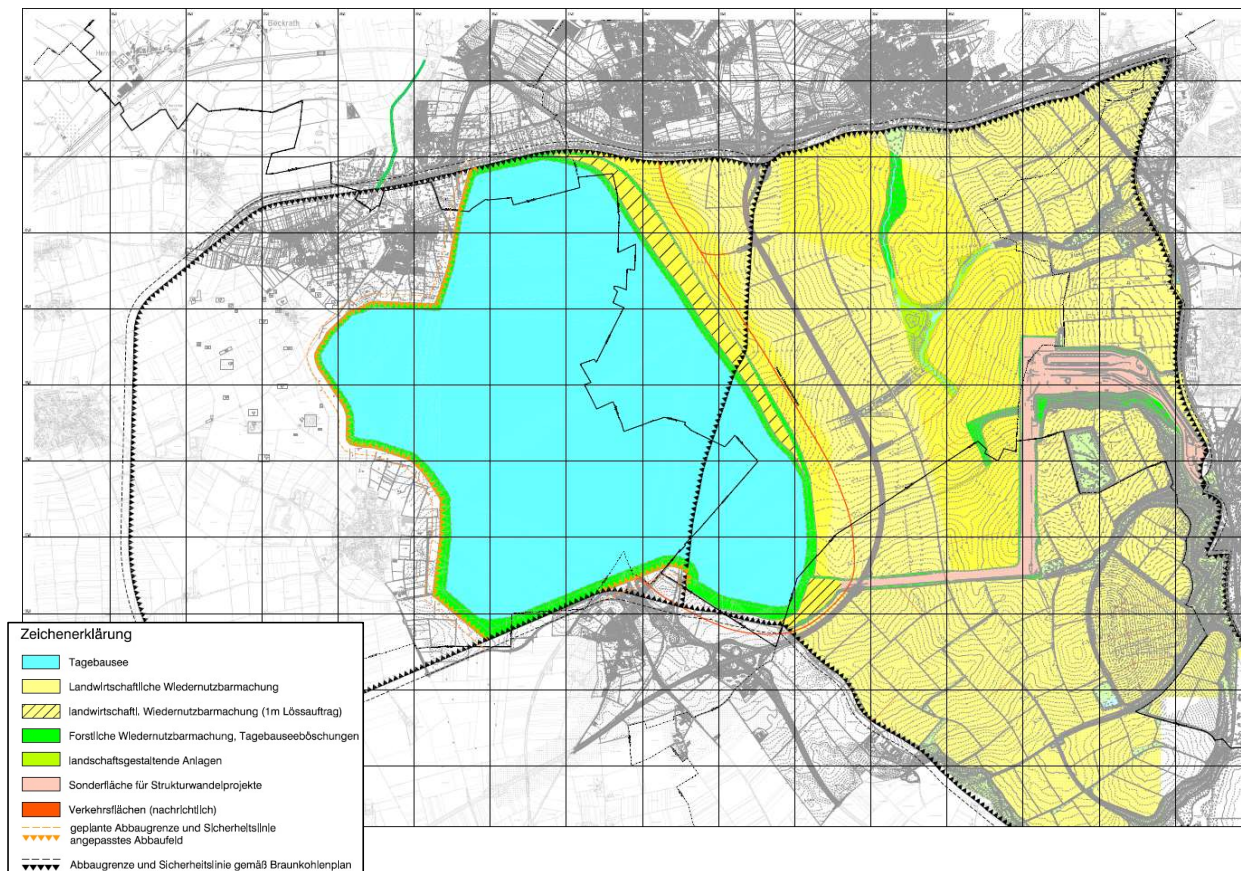 Beckrath
Herrath
Zeichenerklärung
Tagebausee
Landwirtschaftliche Wiedernutzbarmachung
landwirtschaftl. Wiedernutzbarmachung (1m Lössauftrag)
Forstliche Wiedernutzbarmachung, Tagebauseeböschungen
landschaftsgestaltende Anlagen
Sonderfläche für Strukturwandelprojekte
Verkehrsflächen (nachrichtlich)
geplante Abbaugrenze und Sicherheitslinie
angepasstes Abbaufeld
Abbaugrenze und Sicherheitslinie gemäß Braunkohlenplan